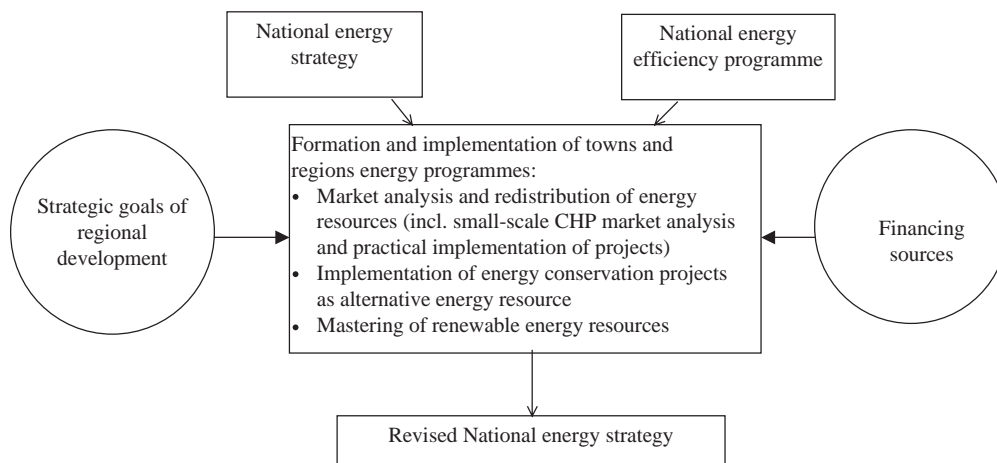 National energy
strategy
National energy
efficiency programme
Strategic goals of
regional
development
Formation and implementation of towns and
regions energy programmes:
• Market analysis and redistribution of energy
resources (incl. small-scale CHP market analysis
and practical implementation of projects)
• Implementation of energy conservation projects
as alternative energy resource
• Mastering of renewable energy resources
Financing
sources
Revised National energy strategy